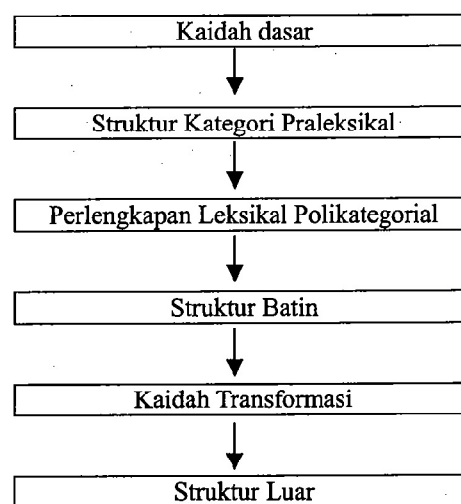 Kaidah dasar
Struktur Kategori Praleksikal
Perlengkapan Leksikal Polikategorial
Struktur Batin
Kaidah Transformasi
Struktur Luar